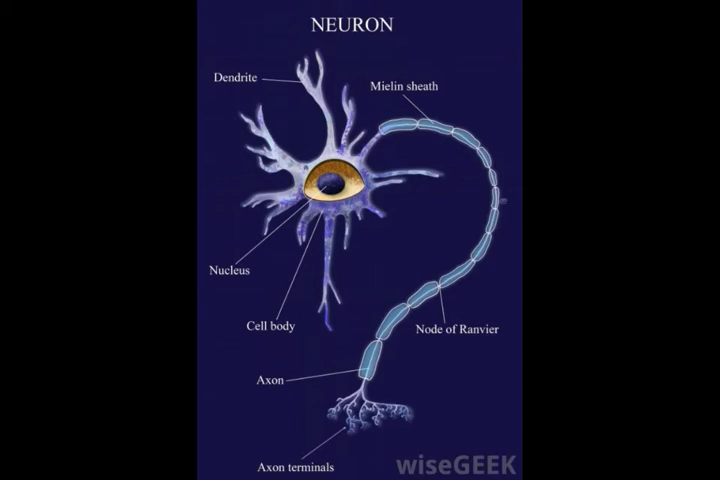 NEURON
Dendrite
Mielin sheath
Nucleus
Cell body
Node of Ranvier
Axon
Axon terminals
wiseGEEK